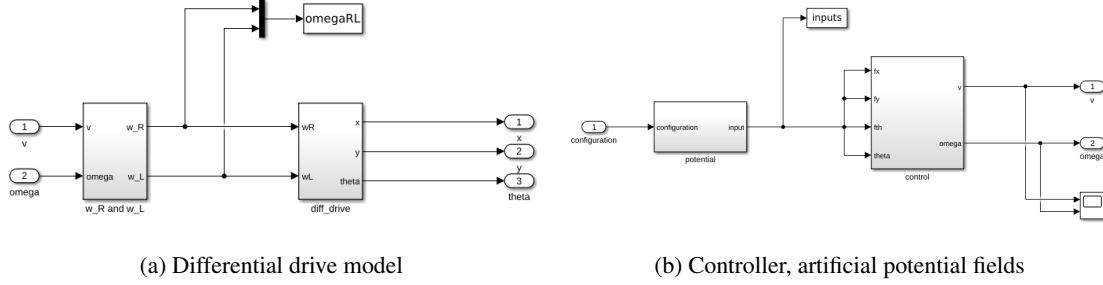 omegaRL
1
v
2
omega
v
omega
w_R
w_L
w_R and w_L
wR
wL
x
y
theta
diff_drive
1
x
2
y
3
theta
(a) Differential drive model
inputs
1
configuration
configuration
input
potential
fx
fy
fth
theta
v
omega
control
1
v
2
omega
(b) Controller, artificial potential fields